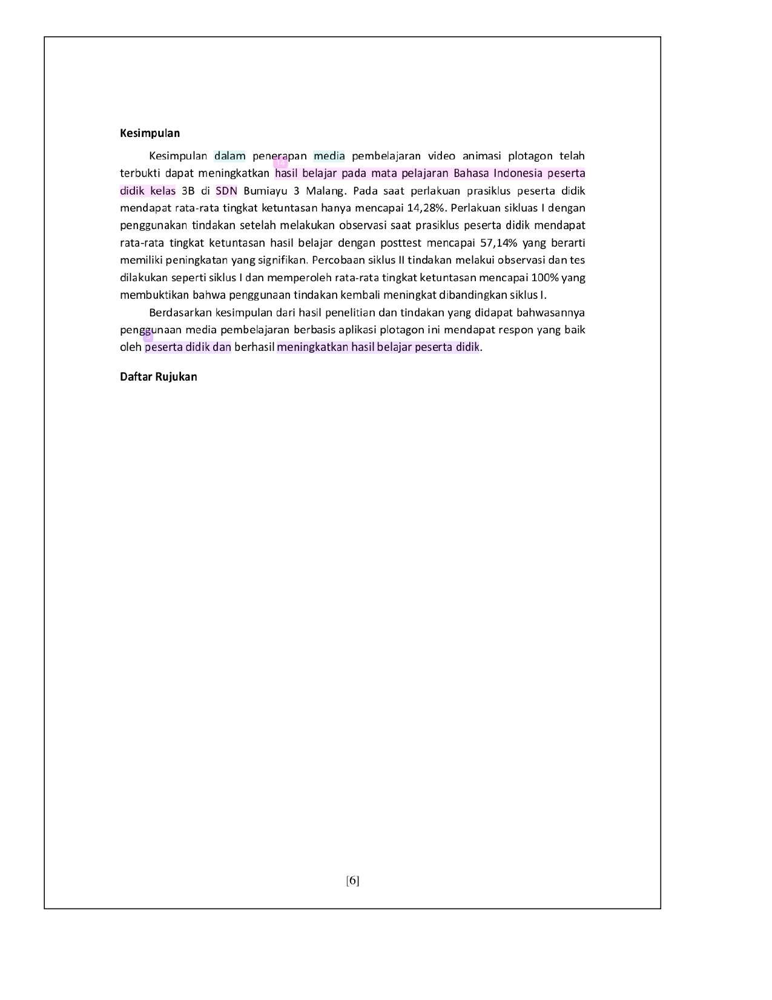 Kesimpulan
Kesimpulan dalam penerapan media pembelajaran video animasi plotagon telah
14
terbukti dapat meningkatkan hasil belajar pada mata pelajaran Bahasa Indonesia peserta
didik kelas 3B di SDN Bumiayu 3 Malang. Pada saat perlakuan prasiklus peserta didik
mendapat rata-rata tingkat ketuntasan hanya mencapai 14,28%. Perlakuan sikluas I dengan
penggunakan tindakan setelah melakukan observasi saat prasiklus peserta didik mendapat
rata-rata tingkat ketuntasan hasil belajar dengan posttest mencapai 57,14% yang berarti
memiliki peningkatan yang signifikan. Percobaan siklus II tindakan melakui observasi dan tes
dilakukan seperti siklus I dan memperoleh rata-rata tingkat ketuntasan mencapai 100% yang
membuktikan bahwa penggunaan tindakan kembali meningkat dibandingkan siklus I.
Berdasarkan kesimpulan dari hasil penelitian dan tindakan yang didapat bahwasannya
penggunaan media pembelajaran berbasis aplikasi plotagon ini mendapat respon yang baik
oleh peserta didik dan berhasil meningkatkan hasil belajar peserta didik.
Daftar Rujukan
[6]